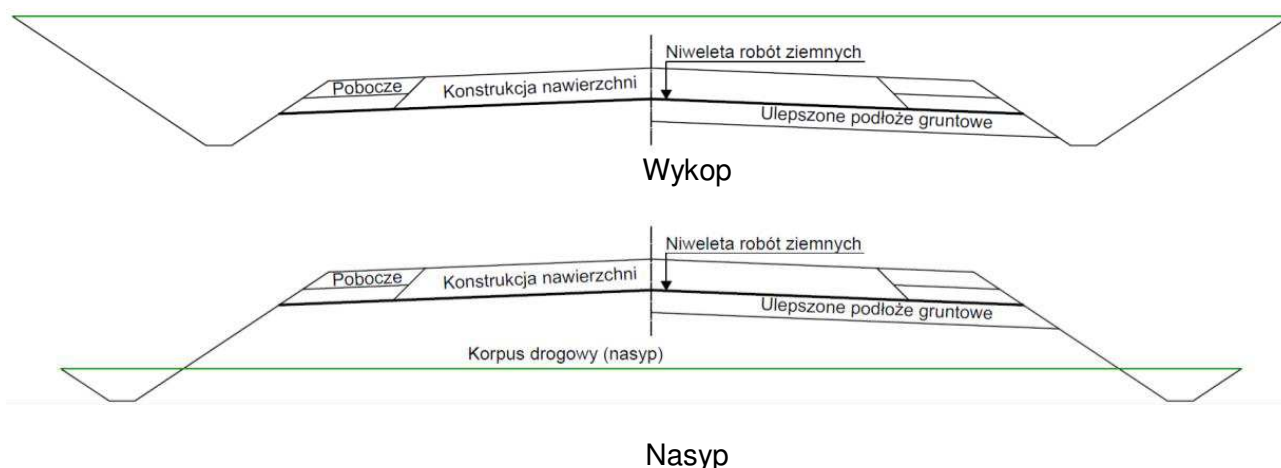 Niweleta robót ziemnych
Pobocze
Konstrukcja nawierzchni
Ulepszone podłoże gruntowe
Wykop
Niweleta robót ziemnych
Pobocze
Konstrukcja nawierzchni
Ulepszone podłoże gruntowe
Korpus drogowy (nasyp)
Nasyp